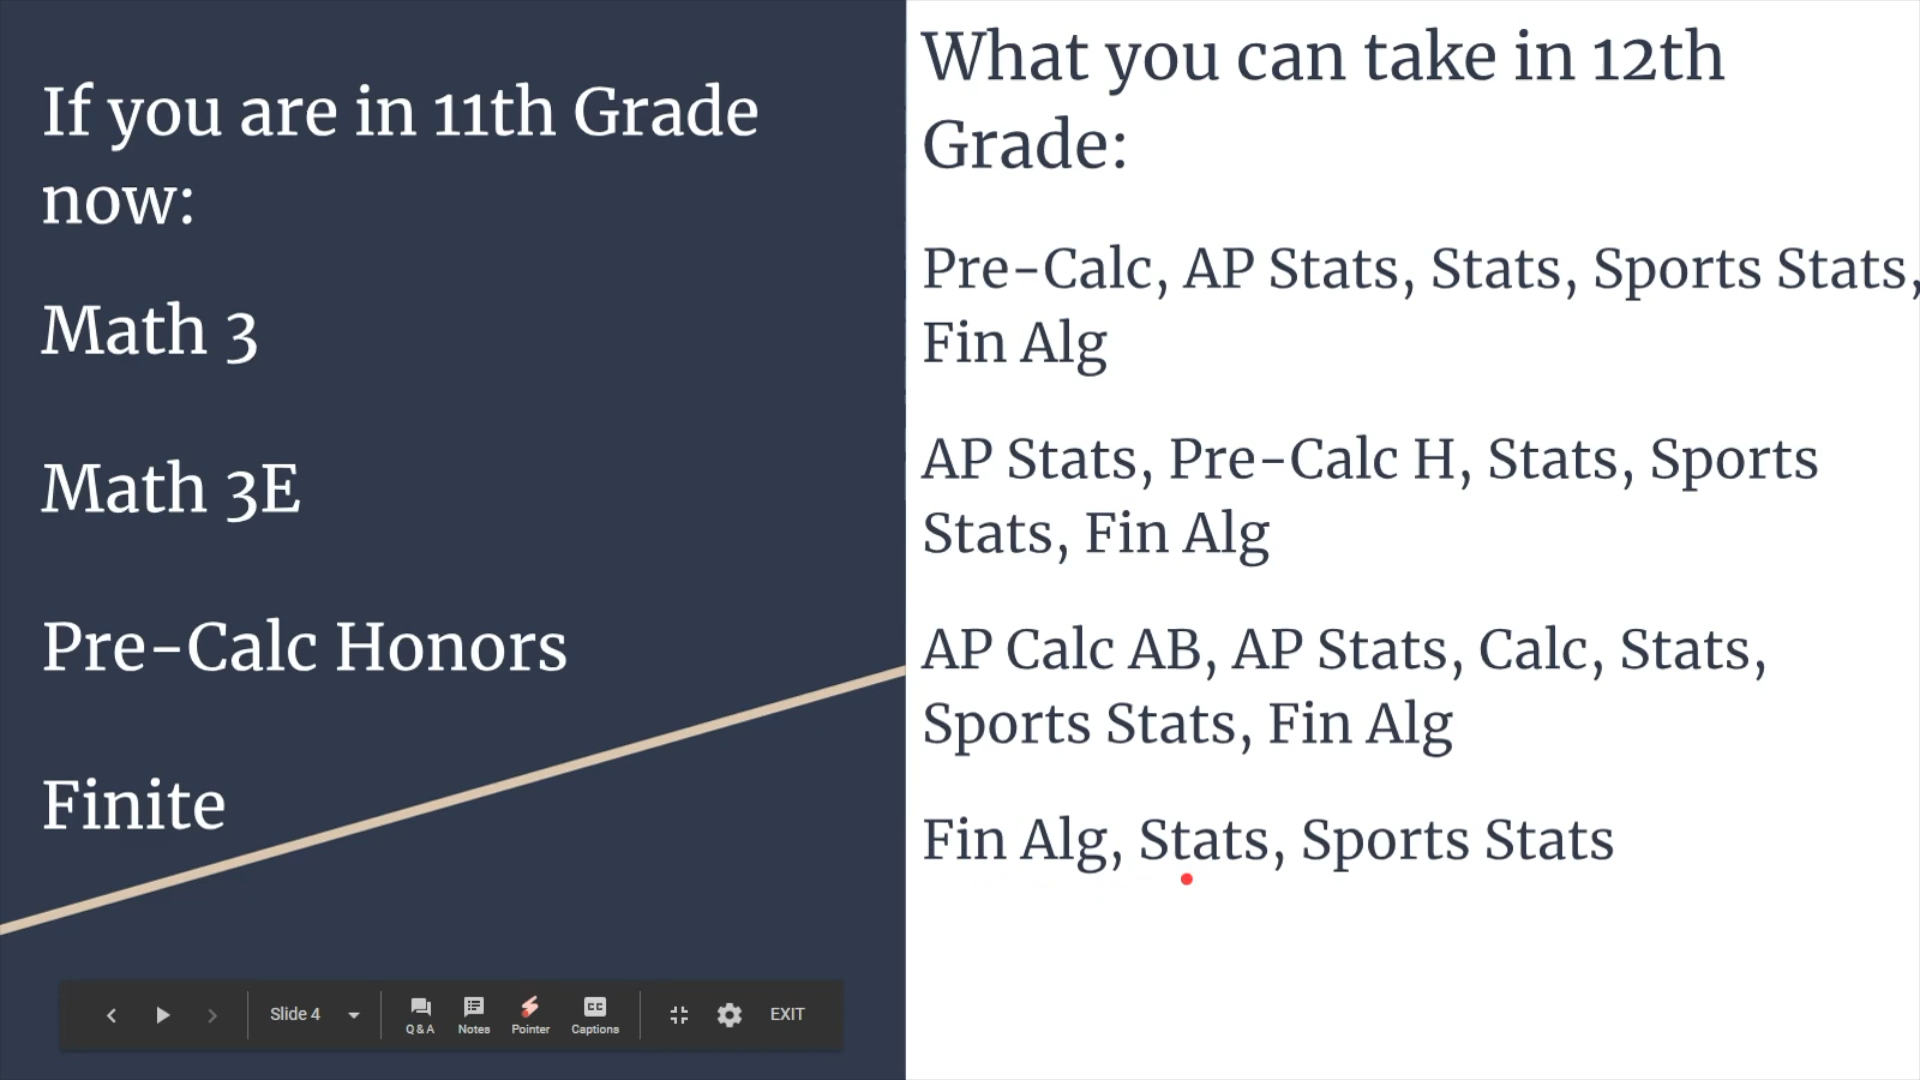 If you are in 11th Grade
now:
Math 3
Math 3E
Pre-Calc Honors
Finite
What you can take in 12th
Grade:
Pre-Calc, AP Stats, Stats, Sports Stats,
Fin Alg
AP Stats, Pre-Calc H, Stats, Sports
Stats, Fin Alg
AP Calc AB, AP Stats, Calc, Stats,
Sports Stats, Fin Alg
Fin Alg, Stats, Sports Stats
Slide 4
Q&A
Notes
Pointer
CC
Captions
EXIT